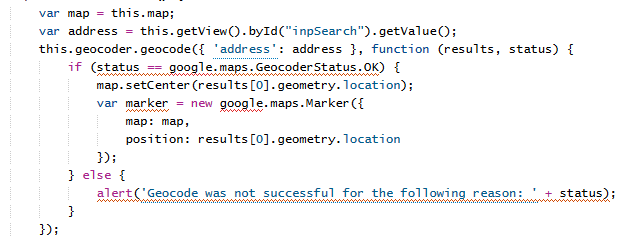 var map = this.map;
var address = this.getView().byId("inpSearch").getValue();
this.geocoder.geocode({ 'address': address }, function (results, status) {
if (status == google.maps.GeocoderStatus.OK) {
map.setCenter(results[0].geometry.location);
var marker = new google.maps.Marker({
map: map,
position: results[0].geometry.location
});
} else {
alert('Geocode was not successful for the following reason: ' + status);
}
});